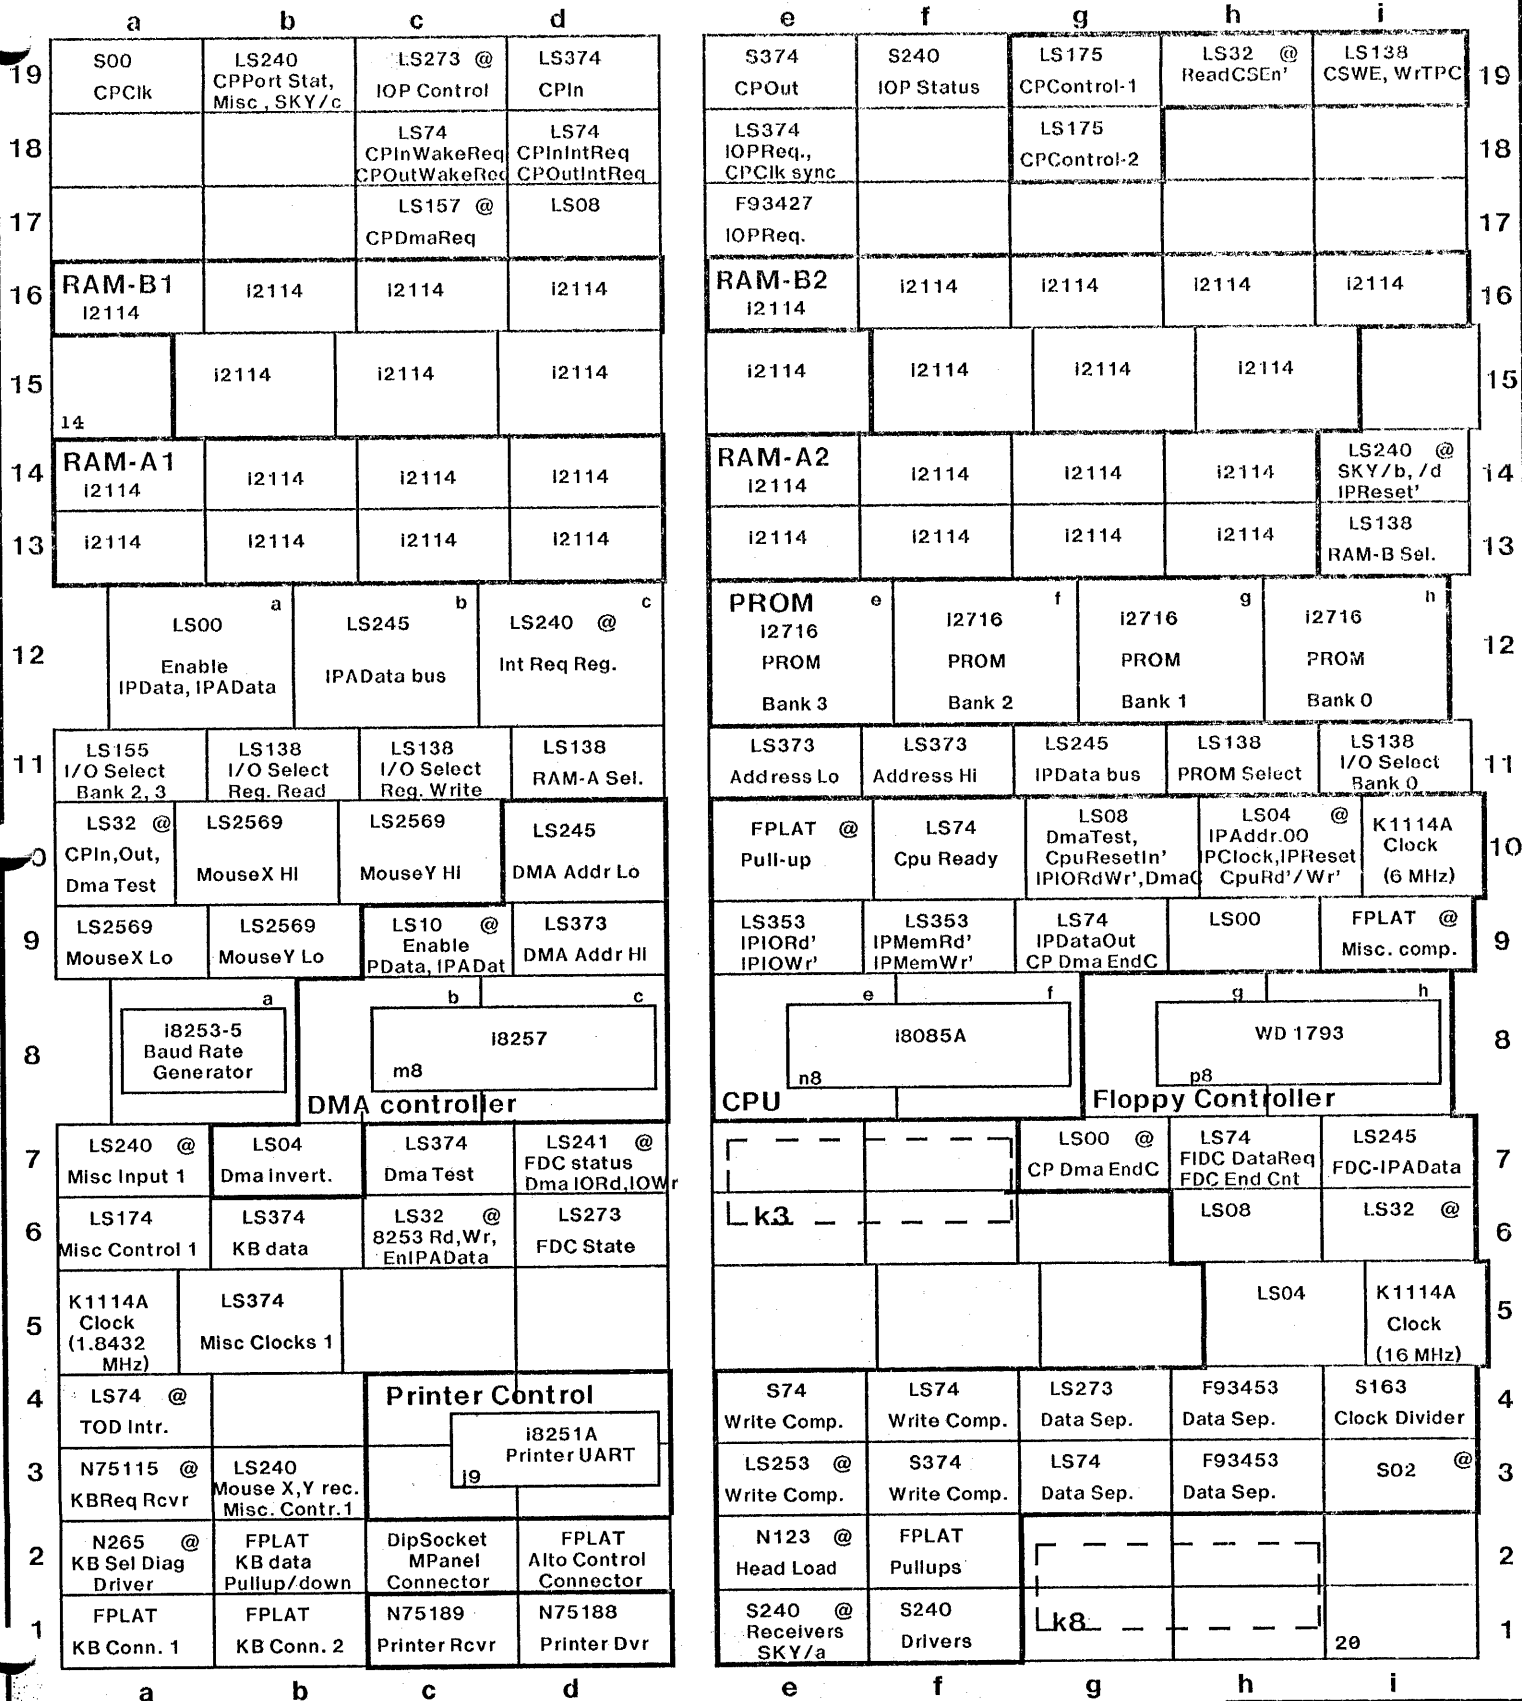 a b c d e f g h i
19
S00
CPClk
LS240
CPPort Stat,
Misc , SKY/c
LS273 @
IOP Control
LS374
CPIn
S374
CPOut
S240
IOP Status
LS175
CPControl-1
LS32 @
ReadCSEn'
LS138
CSWE, WrTPC
19
18
LS74
CPInWakeReq
CPOutWakeReq
LS74
CPInIntReq
CPOutIntReq
LS374
IOPReq.,
CPClk sync
LS175
CPControl-2
18
17
LS157 @
CPDmaReq
LS08
F93427
IOPReq.
17
16
RAM-B1
i2114
i2114
i2114
i2114
RAM-B2
i2114
i2114
i2114
i2114
i2114
16
15
14
i2114
i2114
i2114
i2114
i2114
i2114
i2114
15
14
RAM-A1
i2114
i2114
i2114
i2114
RAM-A2
i2114
i2114
i2114
i2114
LS240 @
SKY/b, /d
IPReset'
14
13
i2114
i2114
i2114
i2114
i2114
i2114
i2114
i2114
LS138
RAM-B Sel.
13
12
a
LS00
Enable
IPData, IPAData
b
LS245
IPAData bus
c
LS240 @
Int Req Reg.
PROM e
i2716
PROM
Bank 3
f
i2716
PROM
Bank 2
g
i2716
PROM
Bank 1
h
i2716
PROM
Bank 0
12
11
LS155
I/O Select
Bank 2, 3
LS138
I/O Select
Reg. Read
LS138
I/O Select
Reg. Write
LS138
RAM-A Sel.
LS373
Address Lo
LS373
Address Hi
LS245
IPData bus
LS138
PROM Select
LS138
I/O Select
Bank 0
11
LS32 @
CPIn,Out,
Dma Test
LS2569
MouseX Hi
LS2569
MouseY Hi
LS245
DMA Addr Lo
FPLAT @
Pull-up
LS74
Cpu Ready
LS08
DmaTest,
CpuResetIn'
IPIORdWr',DmaC
LS04 @
IPAddr.00
IPClock,IPReset
CpuRd'/Wr'
K1114A
Clock
(6 MHz)
10
9
LS2569
MouseX Lo
LS2569
MouseY Lo
LS10 @
Enable
PData, IPADat
LS373
DMA Addr Hi
LS353
IPIORd'
IPIOWr'
LS353
IPMemRd'
IPMemWr'
LS74
IPDataOut
CP Dma EndC
LS00
FPLAT @
Misc. comp.
9
8
a
i8253-5
Baud Rate
Generator
b c
i8257
m8
DMA controller
e f
i8085A
n8
CPU
g h
WD 1793
p8
Floppy Controller
8
7
LS240 @
Misc Input 1
LS04
Dma Invert.
LS374
Dma Test
LS241 @
FDC status
Dma IORd,IOWr
LS00 @
CP Dma EndC
LS74
FIDC DataReq
FDC End Cnt
LS245
FDC-IPAData
7
6
LS174
Misc Control 1
LS374
KB data
LS32 @
8253 Rd,Wr,
EnIPAData
LS273
FDC State
k3
LS08
LS32 @
6
5
K1114A
Clock
(1.8432
MHz)
LS374
Misc Clocks 1
LS04
K1114A
Clock
(16 MHz)
5
4
LS74 @
TOD Intr.
Printer Control
S74
Write Comp.
LS74
Write Comp.
LS273
Data Sep.
F93453
Data Sep.
S163
Clock Divider
4
3
N75115 @
KBReq Rcvr
LS240
Mouse X,Y rec.
Misc. Contr.1
i8251A
Printer UART
j9
LS253 @
Write Comp.
S374
Write Comp.
LS74
Data Sep.
F93453
Data Sep.
S02 @
3
2
N265 @
KB Sel Diag
Driver
FPLAT
KB data
Pullup/down
DipSocket
MPanel
Connector
FPLAT
Alto Control
Connector
N123 @
Head Load
FPLAT
Pullups
2
1
FPLAT
KB Conn. 1
FPLAT
KB Conn. 2
N75189
Printer Rcvr
N75188
Printer Dvr
S240 @
Receivers
SKY/a
S240
Drivers
k8
20
1
a b c d e f g h i